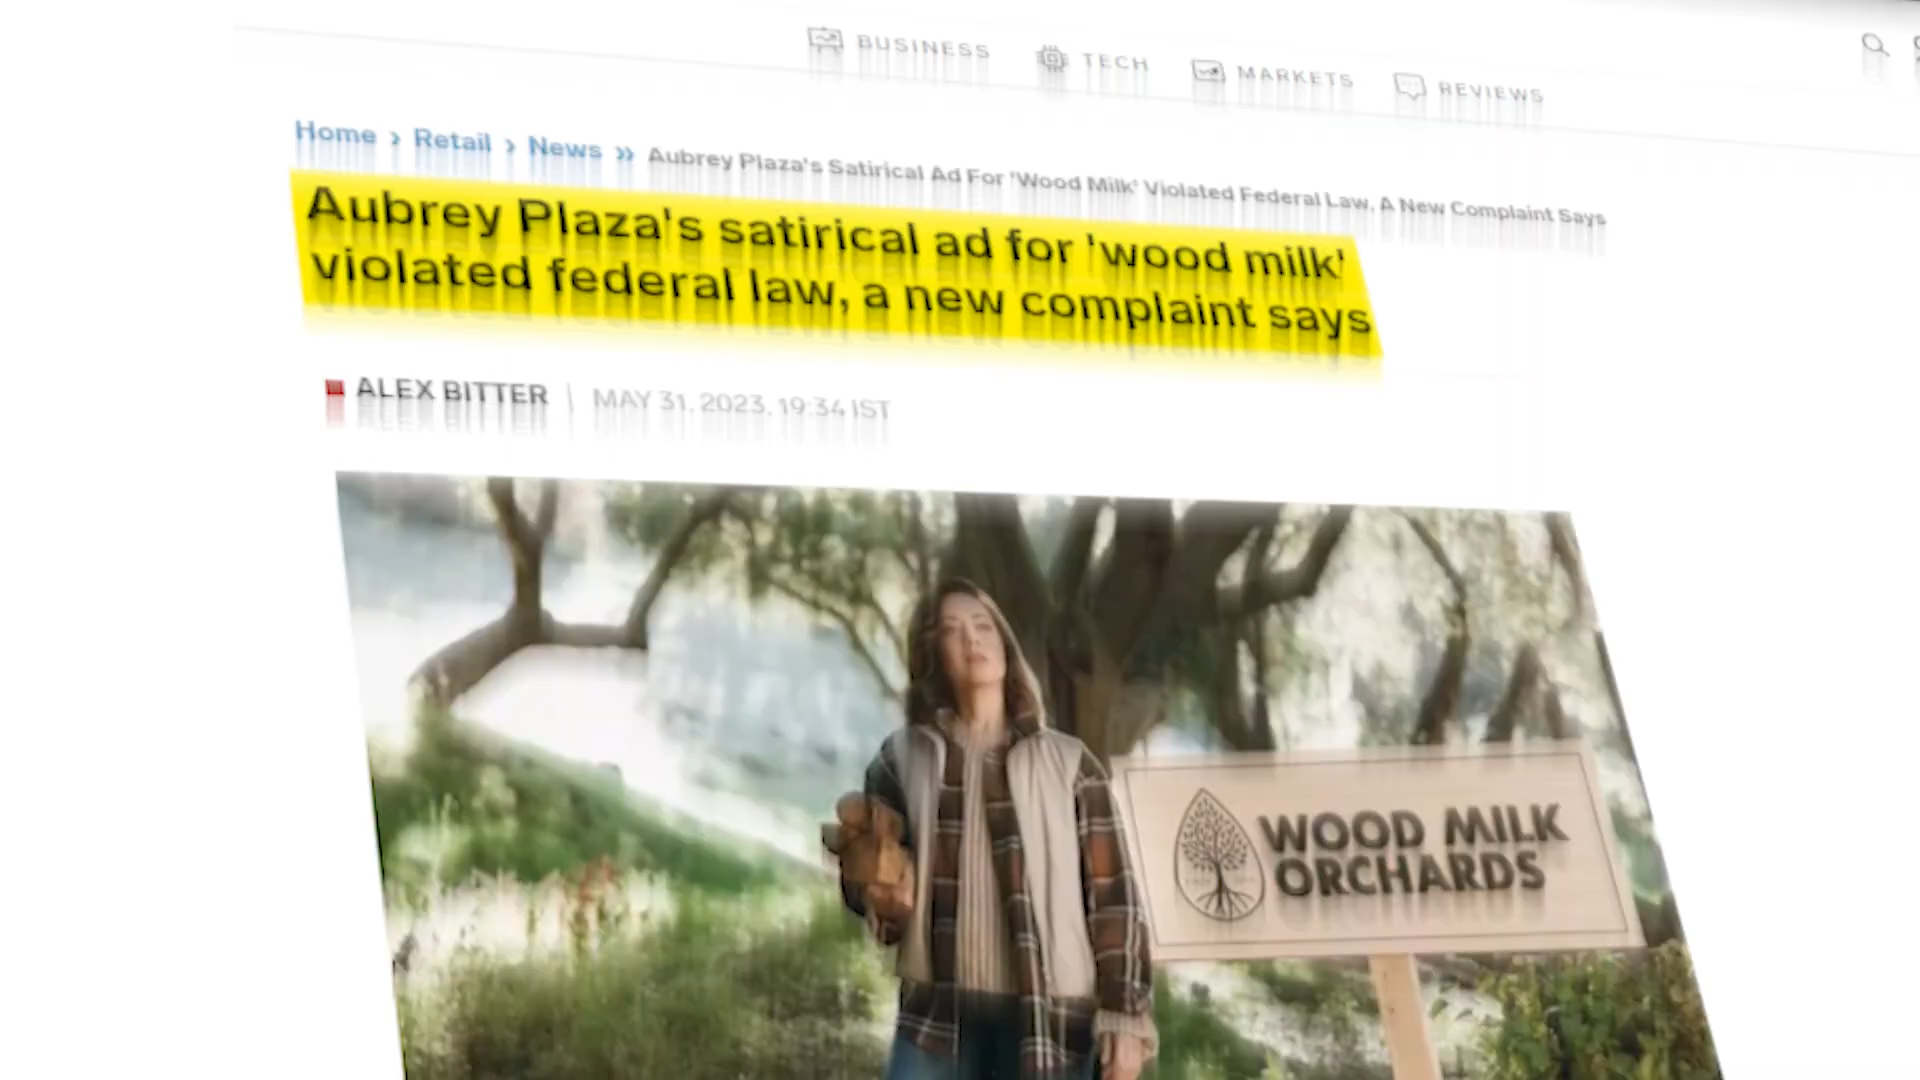 BUSINESS TECH MARKETS REVIEWS
Home › Retail › News » Aubrey Plaza's Satirical Ad For 'Wood Milk' Violated Federal Law, A New Complaint Says
Aubrey Plaza's satirical ad for 'wood milk'
violated federal law, a new complaint says
ALEX BITTER | MAY 31, 2023, 19:34 IST
WOOD MILK
ORCHARDS